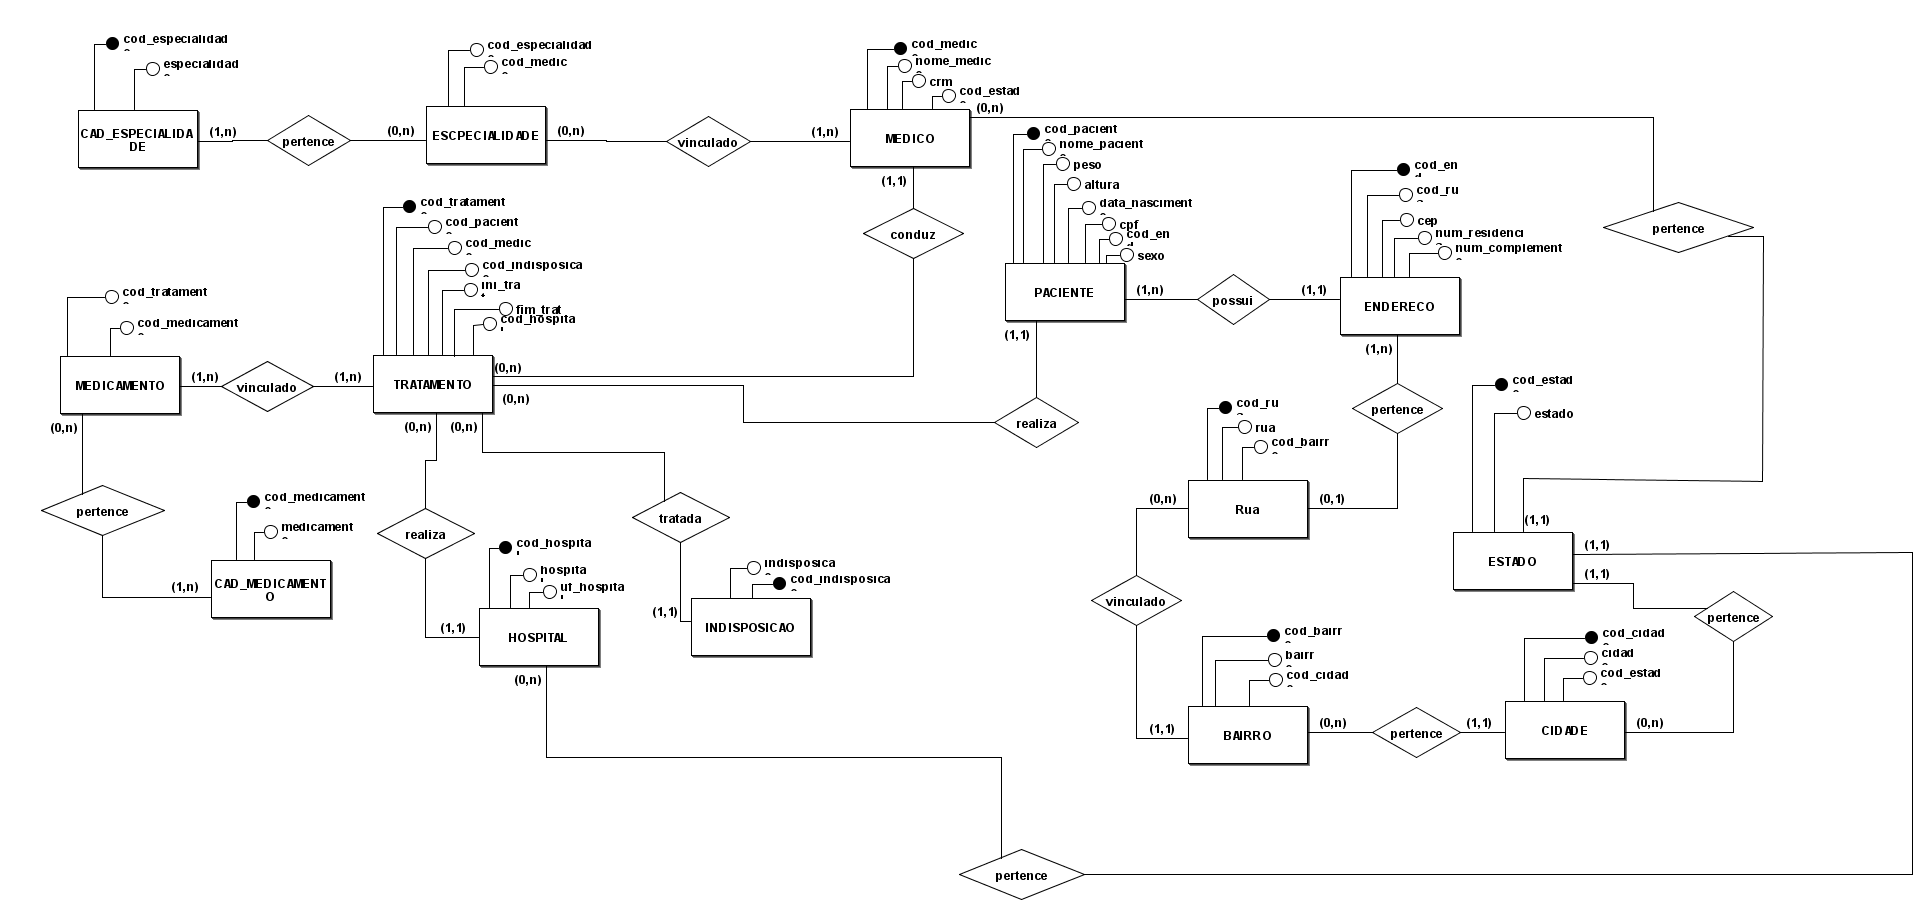 cod_especialidad
especialidad
CAD_ESPECIALIDA
DE
(1,n)
pertence
(0,n)
cod_especialidad
cod_medic
ESCPECIALIDADE
(0,n)
vinculado
(1,n)
cod_medic
nome_medic
crm
cod_estad
(0,n)
MEDICO
(1,1)
conduz
cod_pacient
nome_pacient
peso
altura
data_nasciment
cpf
cod_en
sexo
PACIENTE
(1,n)
possui
(1,1)
(1,1)
cod_en
cod_ru
cep
num_residenci
num_complement
ENDERECO
(1,n)
pertence
pertence
cod_tratament
cod_pacient
cod_medic
cod_indisposica
ini_tra
fim_trat
cod_hospita
TRATAMENTO
(0,n)
(0,n)
(0,n)
(0,n)
realiza
cod_tratament
cod_medicament
MEDICAMENTO
(1,n)
vinculado
(1,n)
(0,n)
pertence
cod_medicament
medicament
CAD_MEDICAMENT
O
(1,n)
realiza
tratada
cod_hospita
hospita
uf_hospita
HOSPITAL
(1,1)
(0,n)
indisposica
cod_indisposica
INDISPOSICAO
(1,1)
cod_ru
rua
cod_bairr
Rua
(0,n)
(0,1)
vinculado
cod_estad
estado
ESTADO
(1,1)
(1,1)
(1,1)
pertence
cod_bairr
bairr
cod_cidad
BAIRRO
(1,1)
(0,n)
pertence
(1,1)
cod_cidad
cidad
cod_estad
CIDADE
(0,n)
pertence